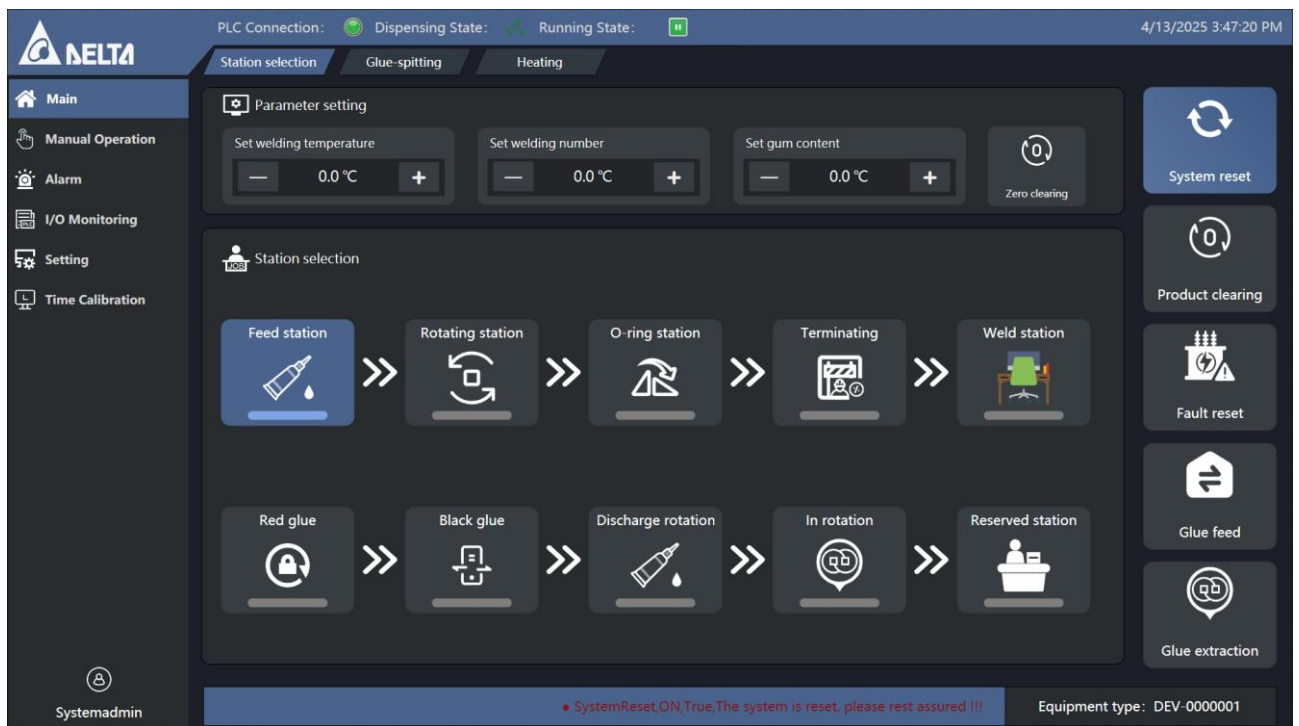 DELTA
PLC Connection: Dispensing State: Running State: 4/13/2025 3:47:20 PM
Station selection Glue-spitting Heating
Main
Manual Operation
Alarm
I/O Monitoring
Setting
Time Calibration
Systemadmin
Parameter setting
Set welding temperature Set welding number Set gum content
— 0.0 ℃ + — 0.0 ℃ + — 0.0 ℃ +
0
Zero clearing
JOB Station selection
Feed station Rotating station O-ring station Terminating Weld station
Red glue Black glue Discharge rotation In rotation Reserved station
System reset
0
Product clearing
Fault reset
Glue feed
Glue extraction
• SystemReset,ON,True,The system is reset, please rest assured !!!
Equipment type: DEV-0000001